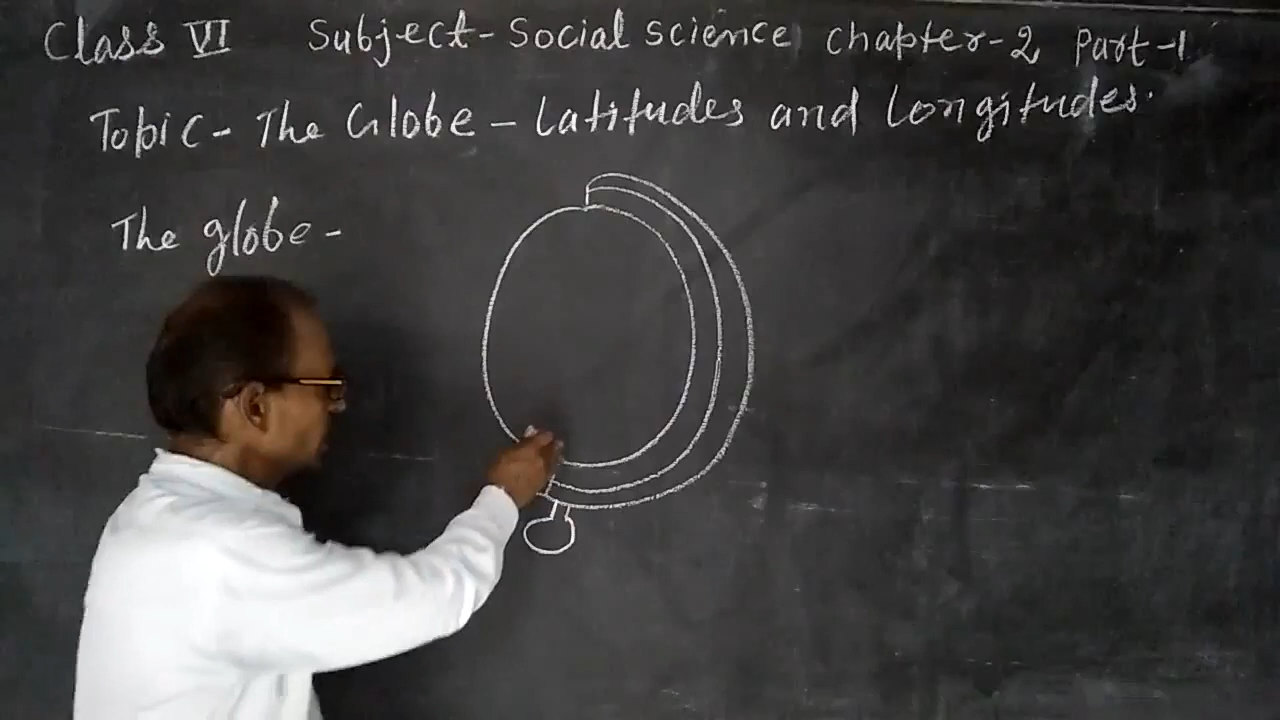 Class VI Subject - Social science chapter-2, Part-1
Topic - The Globe - Latitudes and Longitudes.
The globe -